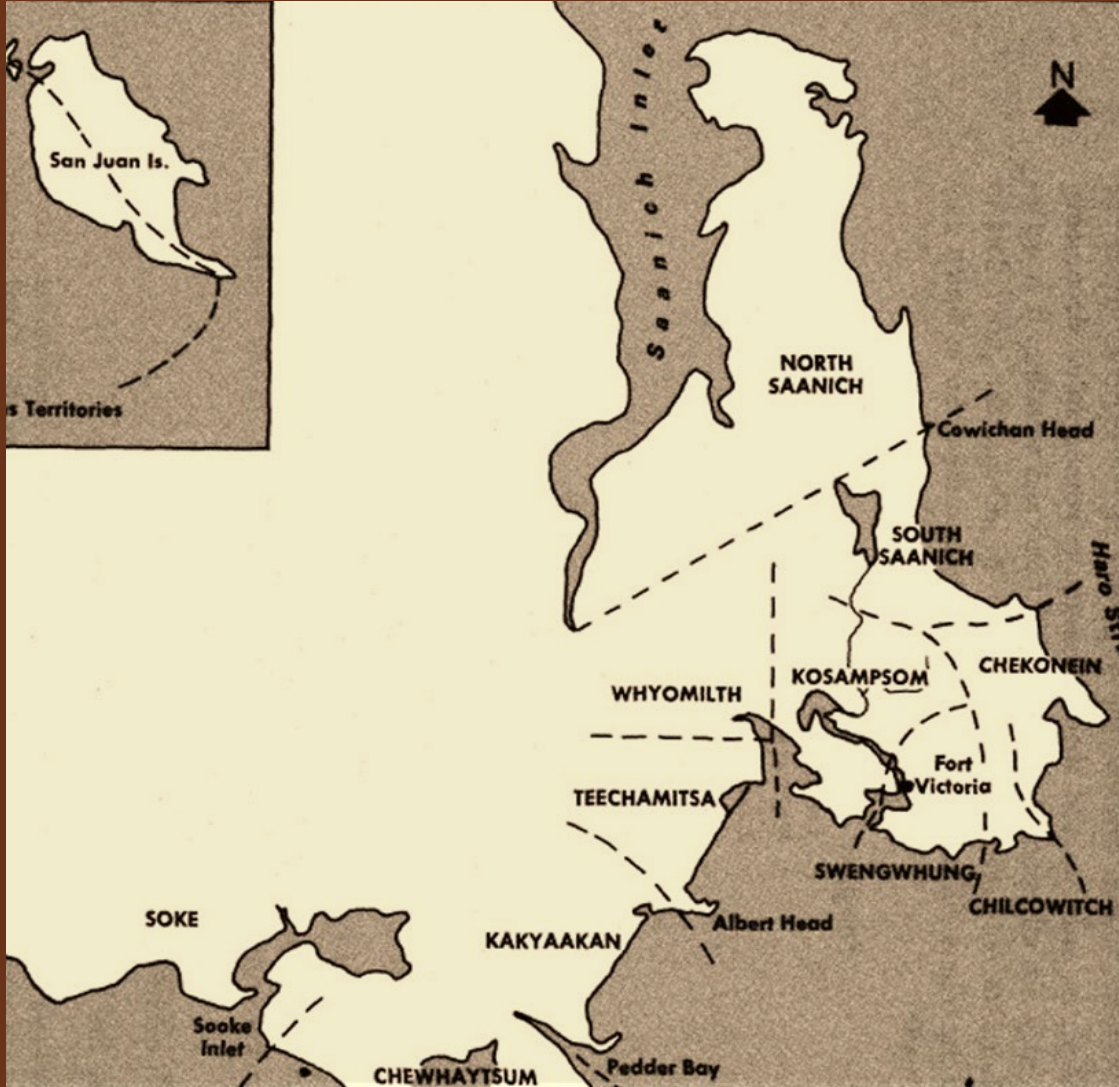 Saanich Inlet
N
San Juan Is.
NORTH
SAANICH
s Territories
Cowichan Head
SOUTH
SAANICH
Haro
CHEKONEIN
KOSAMPSOM
WHYOMILTH
Fort
Victoria
TEECHAMITSA
SWENGWHUNG
CHILCOWITCH
SOKE
Albert Head
KAKYAAKAN
Sooke
Inlet
Pedder Bay
CHEWHAYTSUM